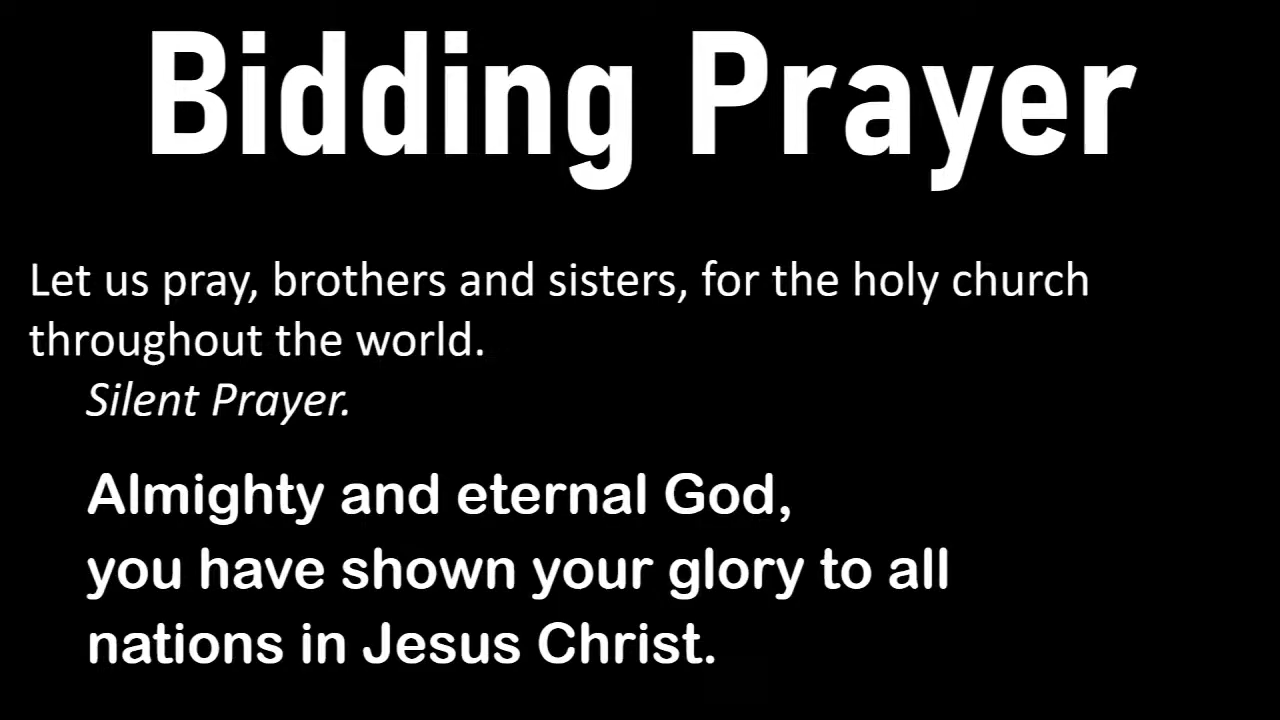 Bidding Prayer
Let us pray, brothers and sisters, for the holy church
throughout the world.
Silent Prayer.
Almighty and eternal God,
you have shown your glory to all
nations in Jesus Christ.